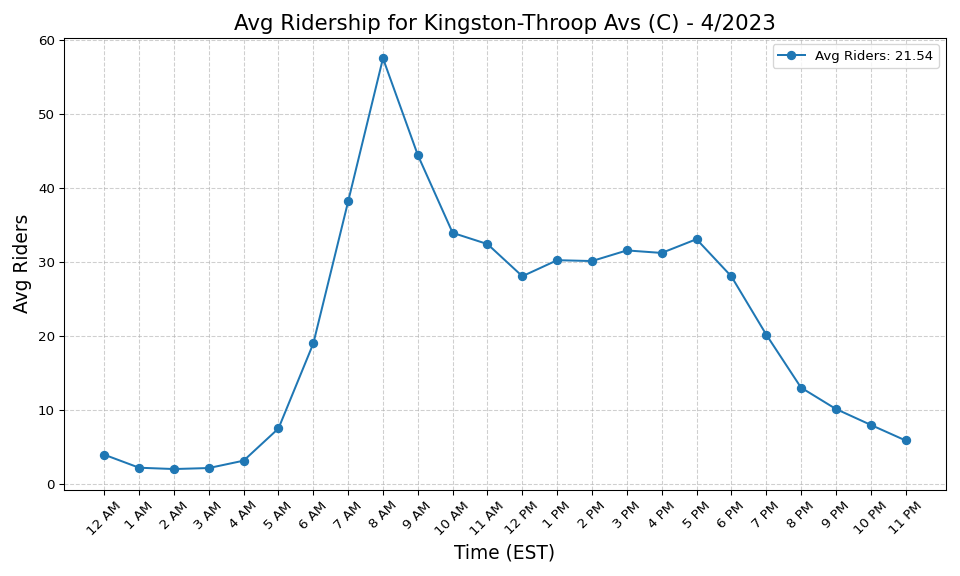 Avg Ridership for Kingston-Throop Avs (C) - 4/2023
Avg Riders: 21.54
Avg Riders
60
50
40
30
20
10
0
12 AM
1 AM
2 AM
3 AM
4 AM
5 AM
6 AM
7 AM
8 AM
9 AM
10 AM
11 AM
12 PM
1 PM
2 PM
3 PM
4 PM
5 PM
6 PM
7 PM
8 PM
9 PM
10 PM
11 PM
Time (EST)